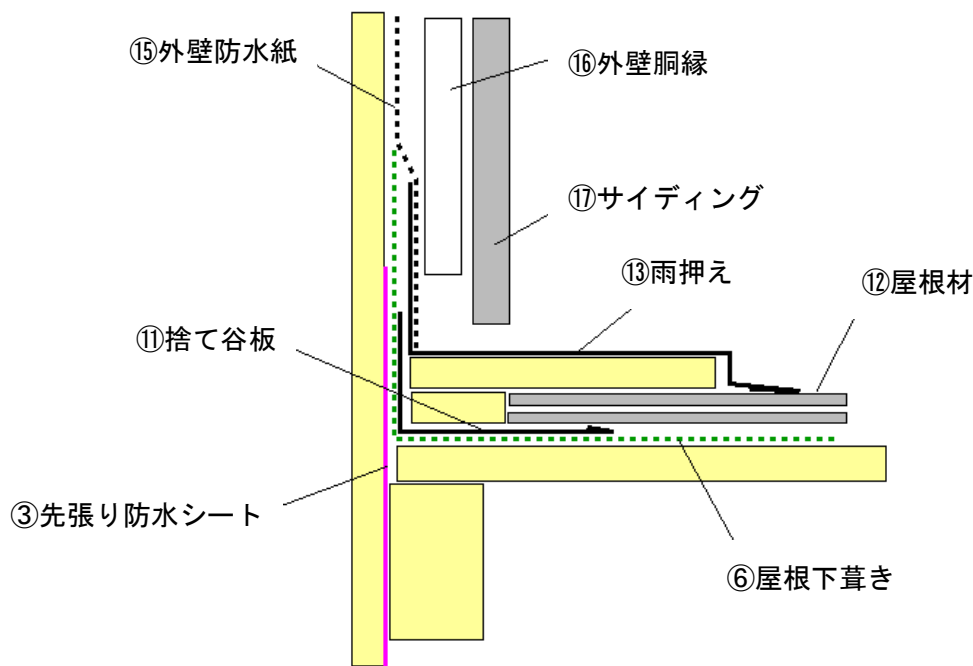 ⑮外壁防水紙
⑯外壁胴縁
⑰サイディング
⑬雨押え
⑫屋根材
⑪捨て谷板
③先張り防水シート
⑥屋根下葺き